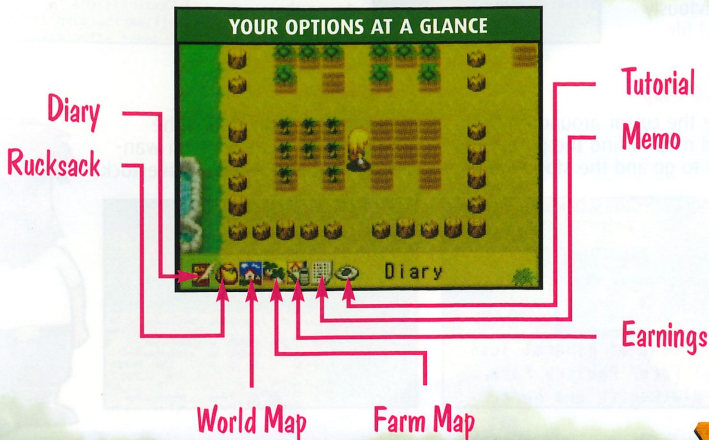 YOUR OPTIONS AT A GLANCE
Diary
Rucksack
Tutorial
Memo
Diary
Earnings
World Map
Farm Map